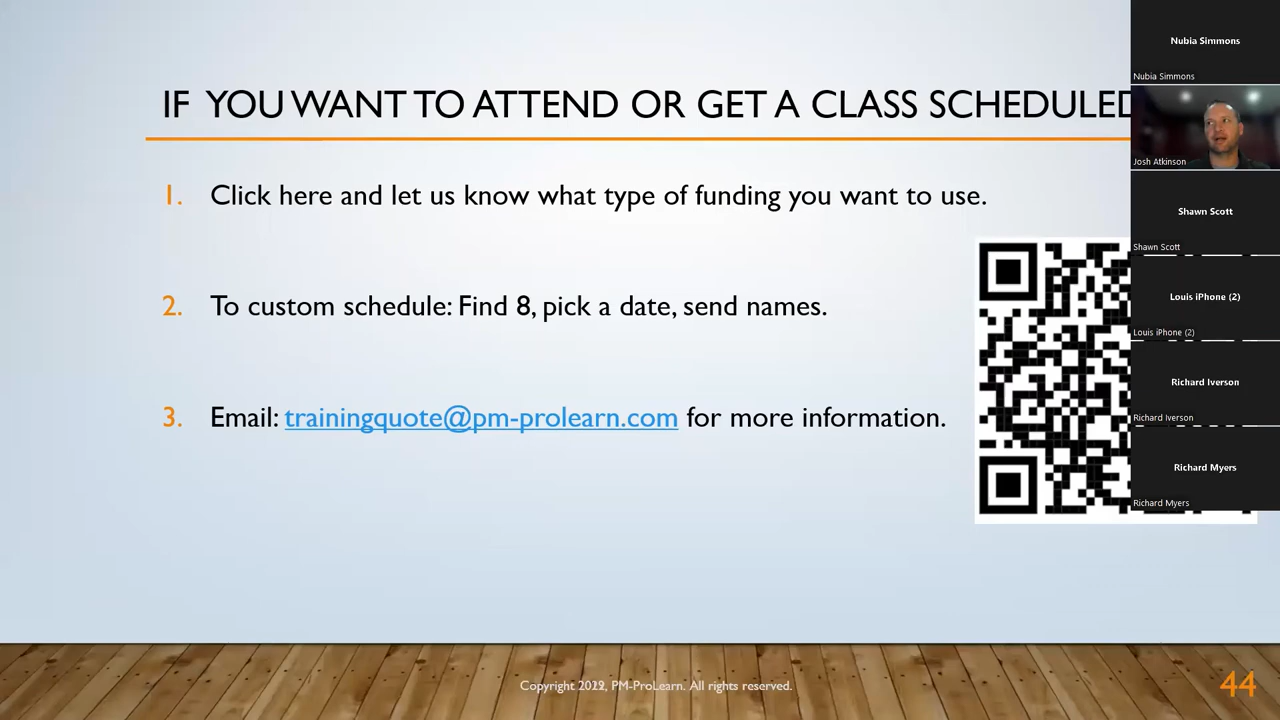 IF YOU WANT TO ATTEND OR GET A CLASS SCHEDULED
1. Click here and let us know what type of funding you want to use.
2. To custom schedule: Find 8, pick a date, send names.
3. Email: trainingquote@pm-prolearn.com for more information.
Nubia Simmons
Nubia Simmons
Josh Atkinson
Shawn Scott
Shawn Scott
Louis iPhone (2)
Louis iPhone (2)
Richard Iverson
Richard Iverson
Richard Myers
Richard Myers
Copyright PM-ProLearn. All rights reserved.
44